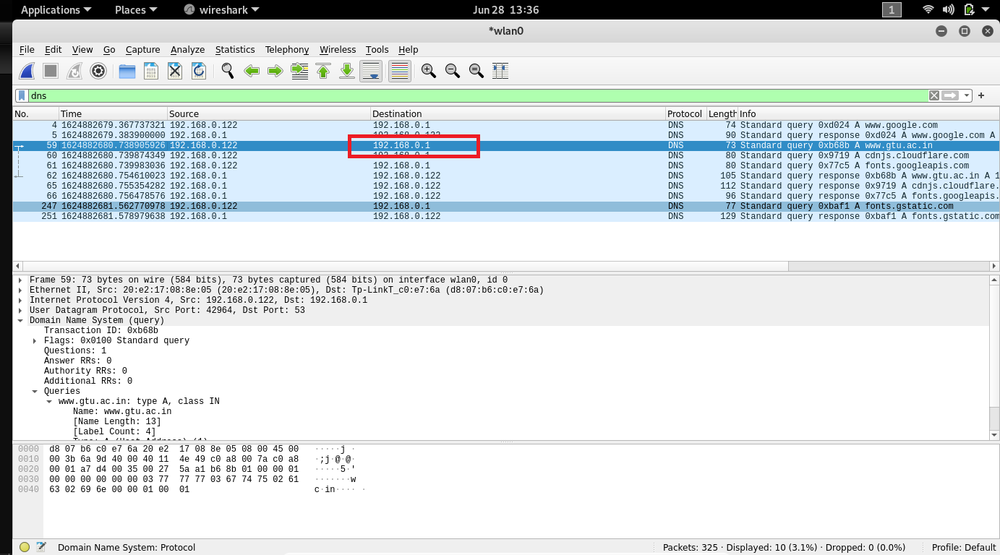 Applications Places wireshark Jun 28 13:36 1
*wlan0
File Edit View Go Capture Analyze Statistics Telephony Wireless Tools Help
dns
No. Time Source Destination Protocol Length Info
4 1624882679.367737321 192.168.0.122 192.168.0.1 DNS 74 Standard query 0xd024 A www.google.com
5 1624882679.383900000 192.168.0.1 192.168.0.122 DNS 90 Standard query response 0xd024 A www.google.com A
59 1624882680.738905926 192.168.0.122 192.168.0.1 DNS 73 Standard query 0xb68b A www.gtu.ac.in
60 1624882680.739874349 192.168.0.122 192.168.0.1 DNS 80 Standard query 0x9719 A cdnjs.cloudflare.com
61 1624882680.739983036 192.168.0.122 192.168.0.1 DNS 80 Standard query 0x77c5 A fonts.googleapis.com
62 1624882680.754610023 192.168.0.1 192.168.0.122 DNS 105 Standard query response 0xb68b A www.gtu.ac.in A 1
65 1624882680.755354282 192.168.0.1 192.168.0.122 DNS 112 Standard query response 0x9719 A cdnjs.cloudflare.
66 1624882680.756478576 192.168.0.1 192.168.0.122 DNS 96 Standard query response 0x77c5 A fonts.googleapis.
247 1624882681.562770978 192.168.0.122 192.168.0.1 DNS 77 Standard query 0xbaf1 A fonts.gstatic.com
251 1624882681.578979638 192.168.0.1 192.168.0.122 DNS 129 Standard query response 0xbaf1 A fonts.gstatic.com
Frame 59: 73 bytes on wire (584 bits), 73 bytes captured (584 bits) on interface wlan0, id 0
Ethernet II, Src: 20:e2:17:08:8e:05 (20:e2:17:08:8e:05), Dst: Tp-LinkT_c0:e7:6a (d8:07:b6:c0:e7:6a)
Internet Protocol Version 4, Src: 192.168.0.122, Dst: 192.168.0.1
User Datagram Protocol, Src Port: 42964, Dst Port: 53
Domain Name System (query)
Transaction ID: 0xb68b
Flags: 0x0100 Standard query
Questions: 1
Answer RRs: 0
Authority RRs: 0
Additional RRs: 0
Queries
www.gtu.ac.in: type A, class IN
Name: www.gtu.ac.in
[Name Length: 13]
[Label Count: 4]
Type: A (Host Address) (1)
0000 d8 07 b6 c0 e7 6a 20 e2 17 08 8e 05 08 00 45 00 ·····j ·
0010 00 3b 6a 9d 40 00 40 11 4e 49 c0 a8 00 7a c0 a8 ·;j·@·@·
0020 00 01 a7 d4 00 35 00 27 5a a1 b6 8b 01 00 00 01 ·····5·'
0030 00 00 00 00 00 00 03 77 77 77 03 67 74 75 02 61 ·······w
0040 63 02 69 6e 00 00 01 00 01 c·in···· ·
Domain Name System: Protocol Packets: 325 · Displayed: 10 (3.1%) · Dropped: 0 (0.0%) Profile: Default